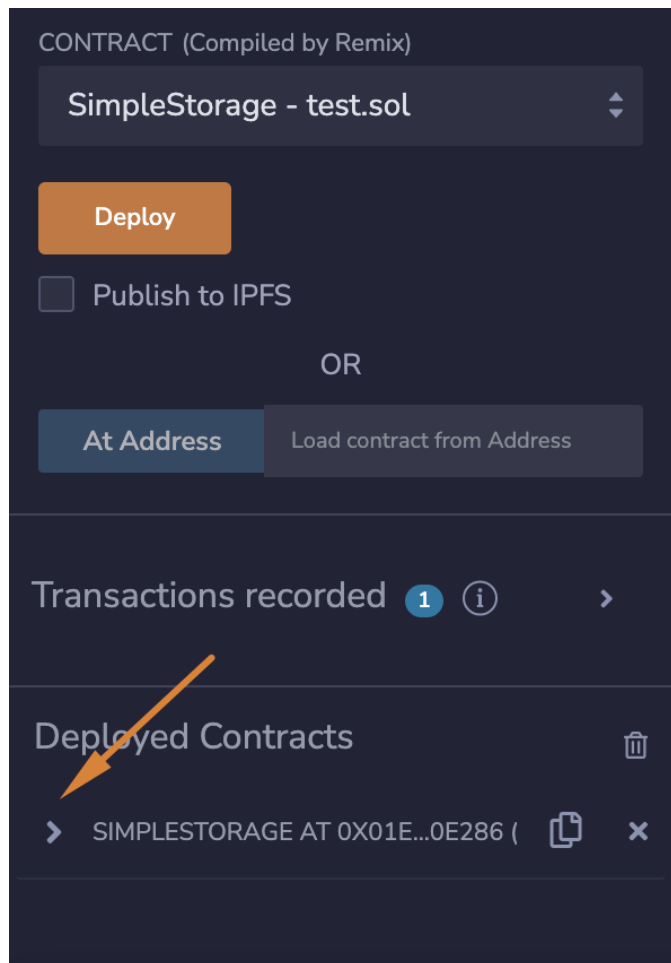 CONTRACT (Compiled by Remix)
SimpleStorage - test.sol
Deploy
Publish to IPFS
OR
At Address Load contract from Address
Transactions recorded 1 i
Deployed Contracts
SIMPLESTORAGE AT 0X01E...0E286 (